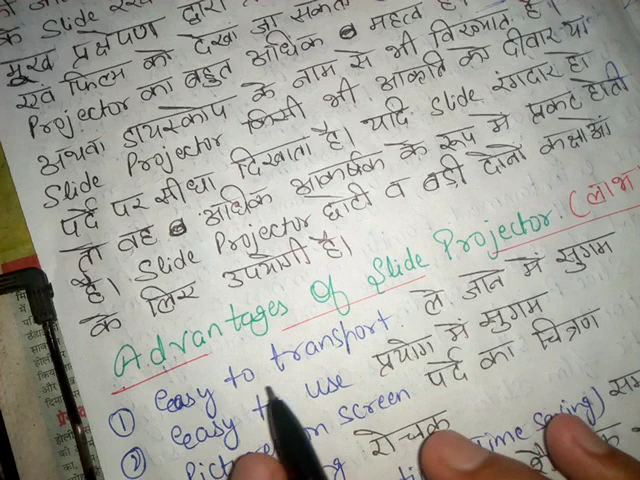 के Slide
मुख प्रक्षेपण द्वारा
एवं फिल्म को देखा जा सकता
Projector का बहुत अधिक महत्व है।
अथवा डायस्कोप के नाम से भी विख्यात है।
Slide Projector किसी भी आकृति को दीवार या
पर्दे पर सीधा दिखाता है। यदि Slide रंगदार हो
तो वह अधिक आकर्षक के रूप में प्रकट होती
है। Slide Projector छोटी व बड़ी दोनो कक्षाओं
के लिए उपयोगी है।
Advantages Of Slide Projector. (लाभ
① easy to transport. ले जाने में सुगम
② easy to use प्रयोग में सुगम
on screen पर्दे का चित्रण
रोचक
(time saving)